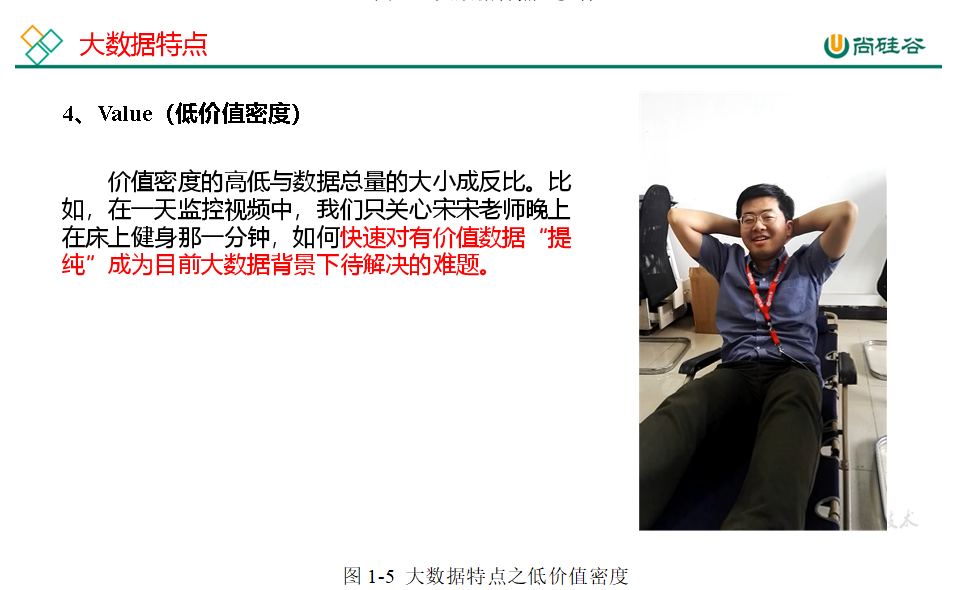 大数据特点
尚硅谷
4、Value（低价值密度）
价值密度的高低与数据总量的大小成反比。比
如，在一天监控视频中，我们只关心宋宋老师晚上
在床上健身那一分钟，如何快速对有价值数据“提
纯”成为目前大数据背景下待解决的难题。
图 1-5 大数据特点之低价值密度